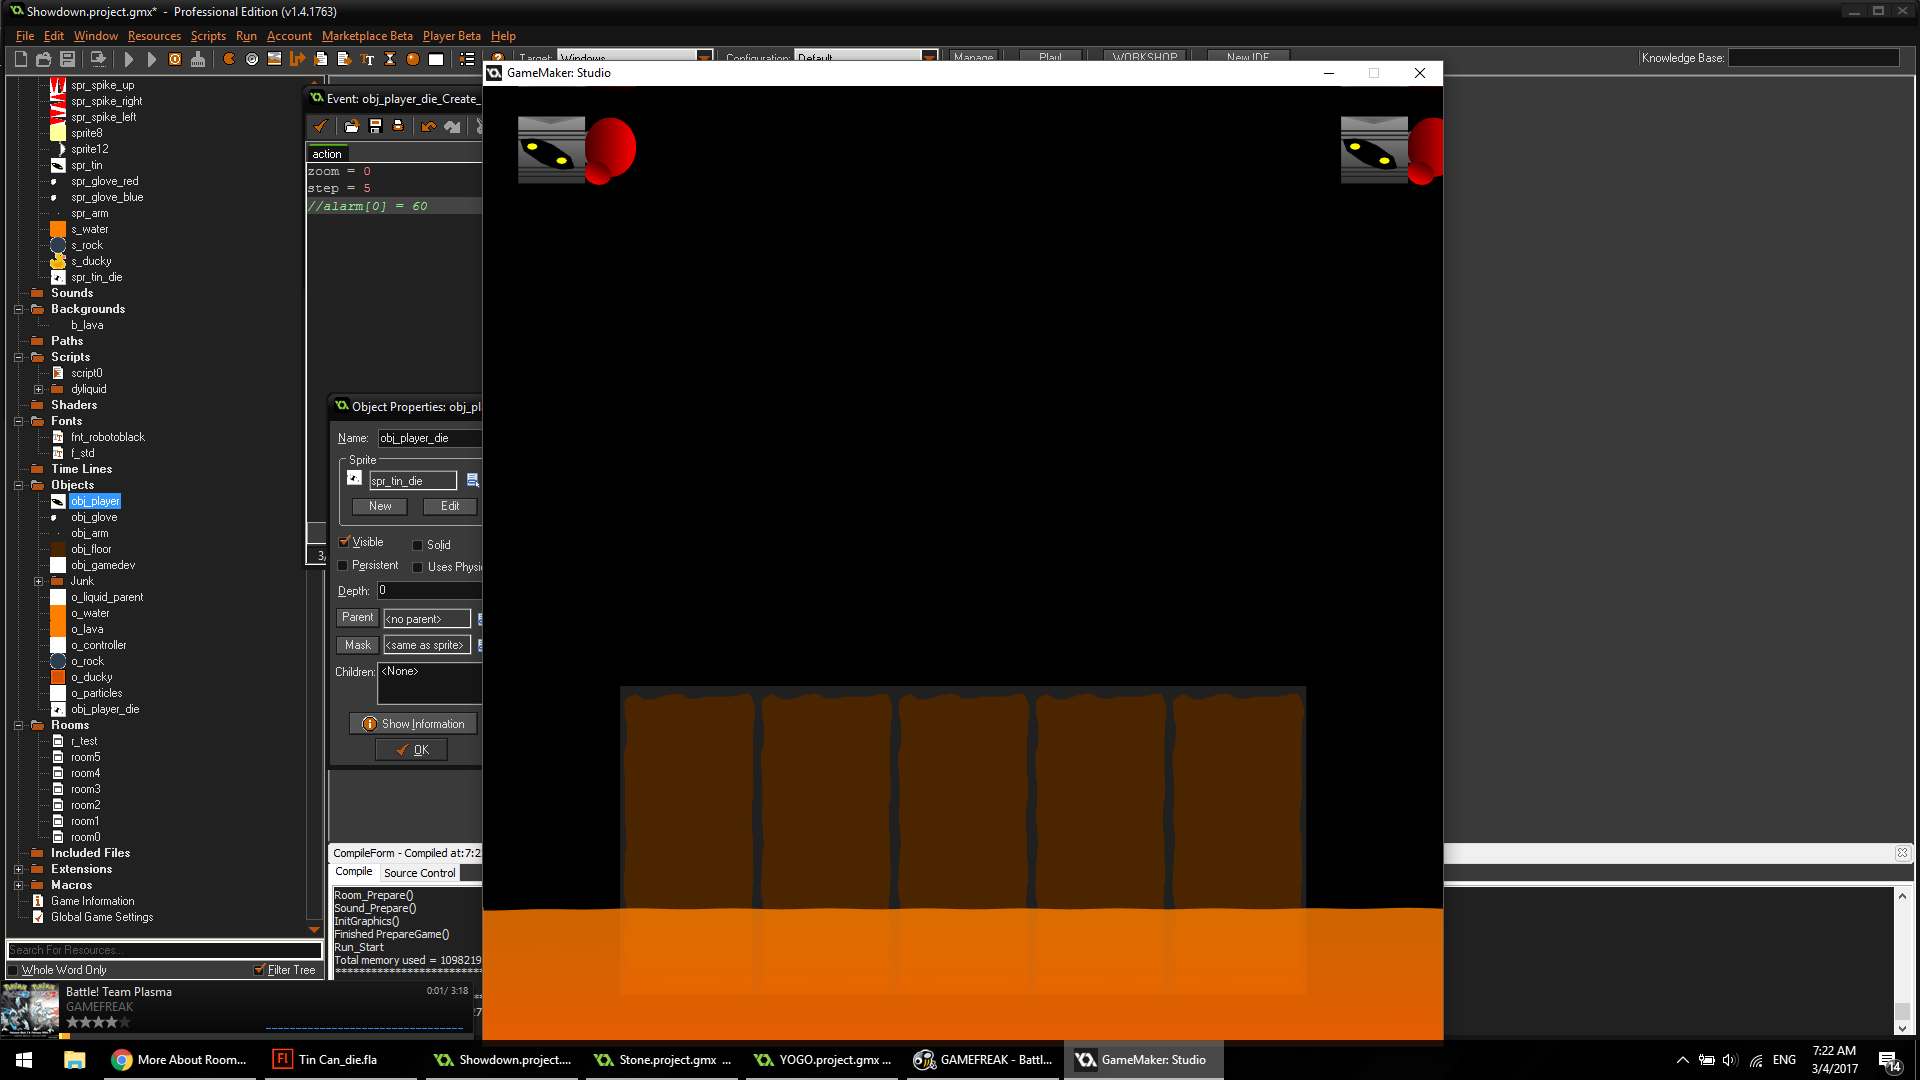 Showdown.project.gmx* - Professional Edition (v1.4.1763)
File Edit Window Resources Scripts Run Account Marketplace Beta Player Beta Help
Target: Windows Configuration: Default Manage Play! WORKSHOP New IDE
Knowledge Base:
GameMaker: Studio
spr_spike_up
spr_spike_right
spr_spike_left
sprite8
sprite12
spr_tin
spr_glove_red
spr_glove_blue
spr_arm
s_water
s_rock
s_ducky
spr_tin_die
Sounds
Backgrounds
b_lava
Paths
Scripts
script0
dyliquid
Shaders
Fonts
fnt_robotoblack
f_std
Time Lines
Objects
obj_player
obj_glove
obj_arm
obj_floor
obj_gamedev
Junk
o_liquid_parent
o_water
o_lava
o_controller
o_rock
o_ducky
o_particles
obj_player_die
Rooms
r_test
room5
room4
room3
room2
room1
room0
Included Files
Extensions
Macros
Game Information
Global Game Settings
Search For Resources...
Whole Word Only Filter Tree
Event: obj_player_die_Create_
action
zoom = 0
step = 5
//alarm[0] = 60
3/
Object Properties: obj_pl
Name: obj_player_die
Sprite
spr_tin_die
New Edit
Visible Solid
Persistent Uses Physi
Depth: 0
Parent <no parent>
Mask <same as sprite>
Children: <None>
Show Information
OK
CompileForm - Compiled at:7:2
Compile Source Control
Room_Prepare()
Sound_Prepare()
InitGraphics()
Finished PrepareGame()
Run_Start
Total memory used = 1098219
Battle! Team Plasma 0:01/ 3:18
GAMEFREAK
More About Room...
Tin Can_die.fla
Showdown.project....
Stone.project.gmx ...
YOGO.project.gmx ...
GAMEFREAK - Battl...
GameMaker: Studio
ENG
7:22 AM
3/4/2017
14